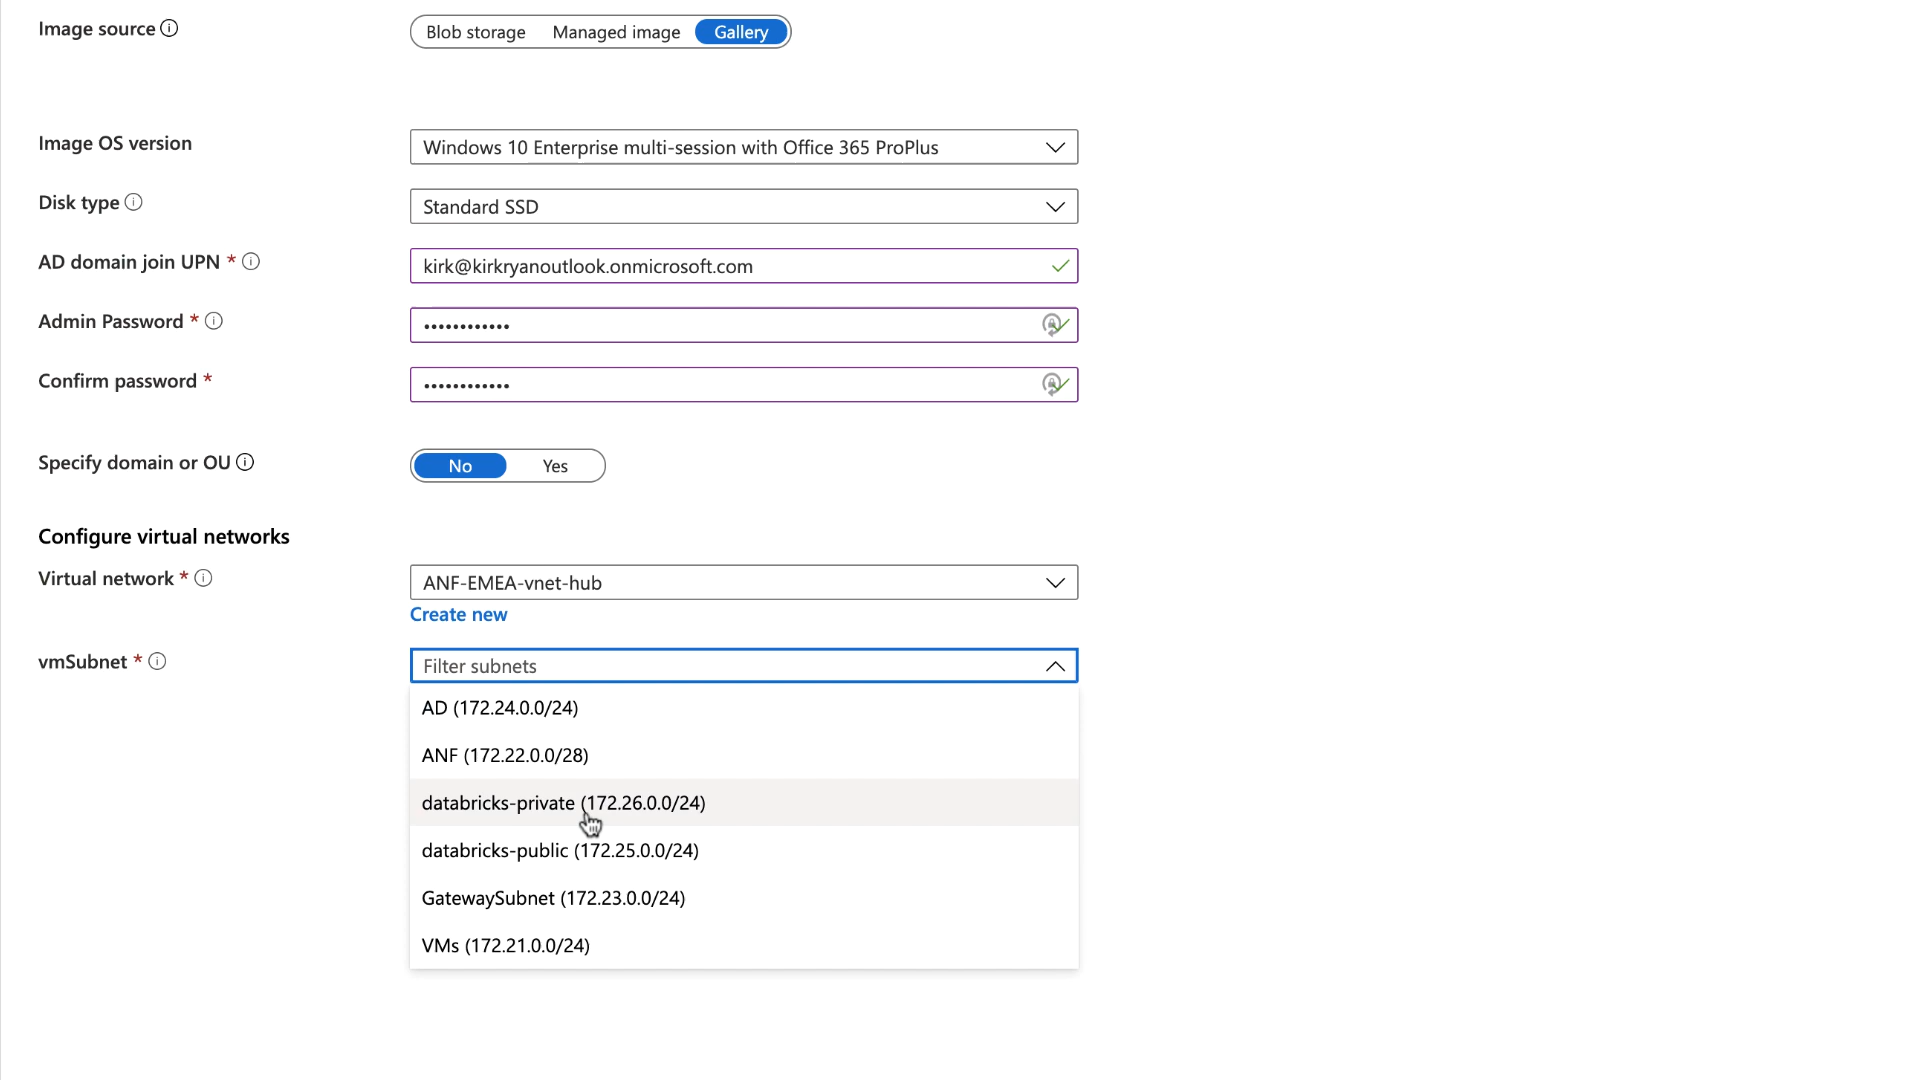 Image source
Blob storage Managed image Gallery
Image OS version
Windows 10 Enterprise multi-session with Office 365 ProPlus
Disk type
Standard SSD
AD domain join UPN *
kirk@kirkryanoutlook.onmicrosoft.com
Admin Password *
••••••••••••
Confirm password *
••••••••••••
Specify domain or OU
No Yes
Configure virtual networks
Virtual network *
ANF-EMEA-vnet-hub
Create new
vmSubnet *
Filter subnets
AD (172.24.0.0/24)
ANF (172.22.0.0/28)
databricks-private (172.26.0.0/24)
databricks-public (172.25.0.0/24)
GatewaySubnet (172.23.0.0/24)
VMs (172.21.0.0/24)